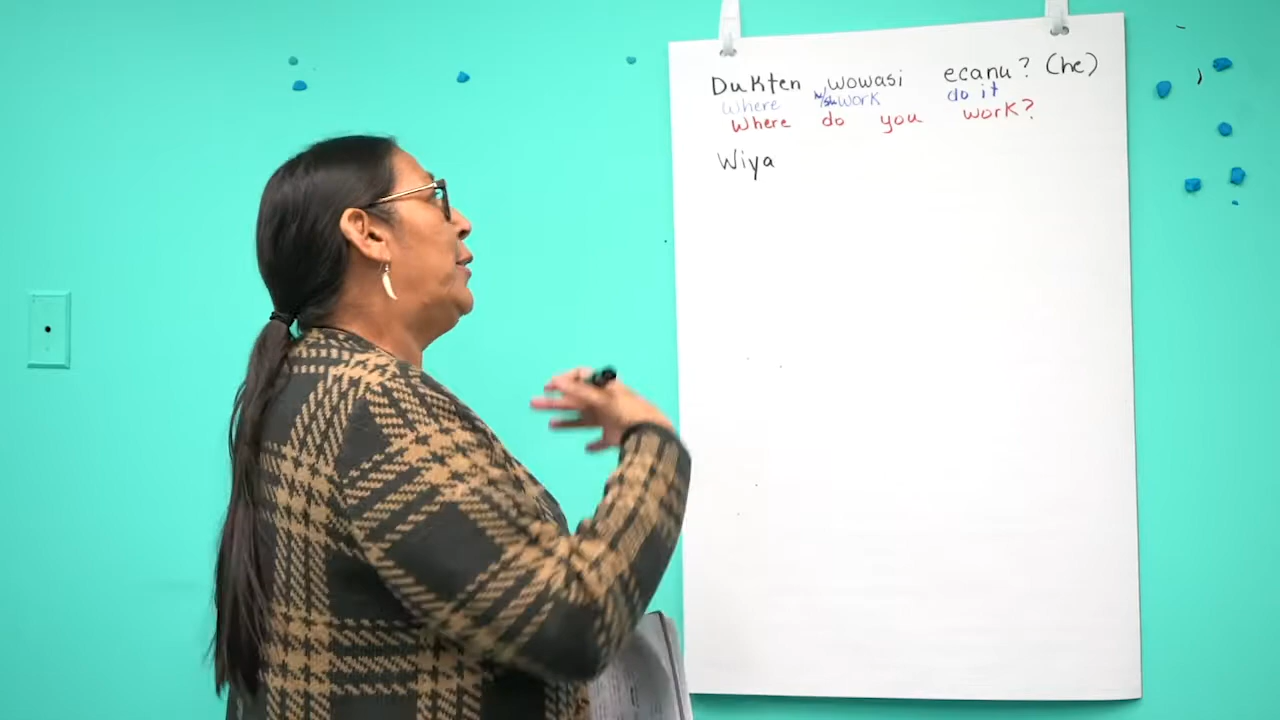 Dukten wowasi ecanu? (he)
Where work do it
Where do you work?
Wiya